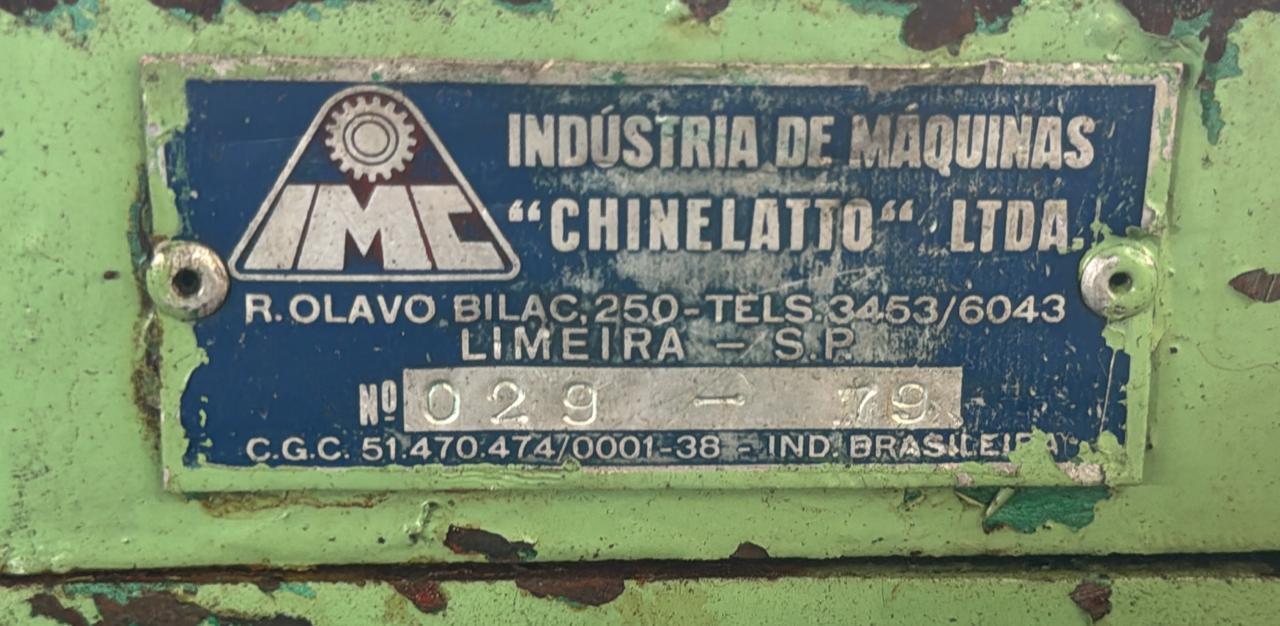 IMC
INDÚSTRIA DE MÁQUINAS
“CHINELATTO“ LTDA.
R. OLAVO BILAC, 250 - TELS. 3453/6043
LIMEIRA - S.P.
Nº 029 - 79
C.G.C. 51.470.474/0001-38 - IND. BRASILEIRA